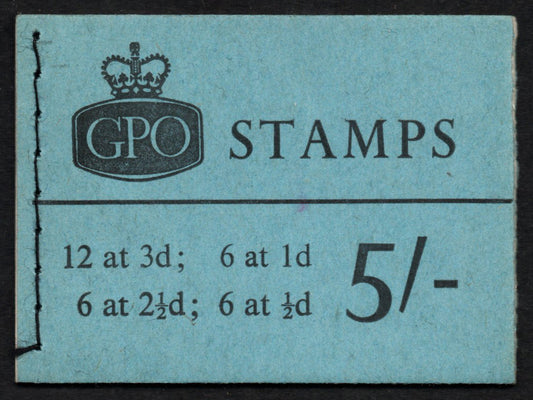 GPO STAMPS
12 at 3d; 6 at 1d
6 at 2½d; 6 at ½d
5/-